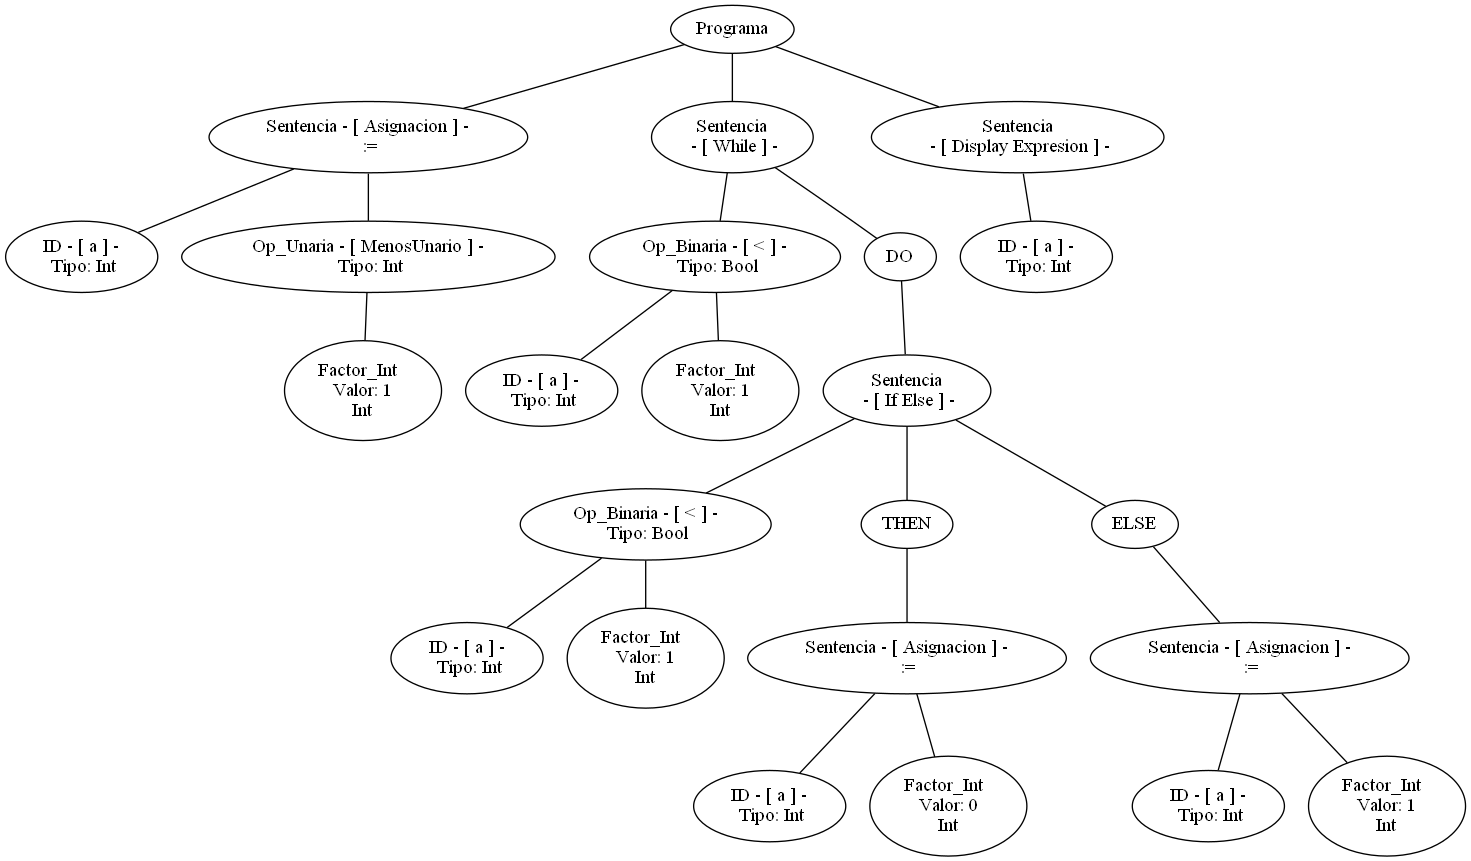 Programa
Sentencia - [ Asignacion ] -
:=
Sentencia
- [ While ] -
Sentencia
- [ Display Expresion ] -
ID - [ a ] -
Tipo: Int
Op_Unaria - [ MenosUnario ] -
Tipo: Int
Op_Binaria - [ < ] -
Tipo: Bool
DO
ID - [ a ] -
Tipo: Int
Factor_Int
Valor: 1
Int
ID - [ a ] -
Tipo: Int
Factor_Int
Valor: 1
Int
Sentencia
- [ If Else ] -
Op_Binaria - [ < ] -
Tipo: Bool
THEN
ELSE
ID - [ a ] -
Tipo: Int
Factor_Int
Valor: 1
Int
Sentencia - [ Asignacion ] -
:=
Sentencia - [ Asignacion ] -
:=
ID - [ a ] -
Tipo: Int
Factor_Int
Valor: 0
Int
ID - [ a ] -
Tipo: Int
Factor_Int
Valor: 1
Int